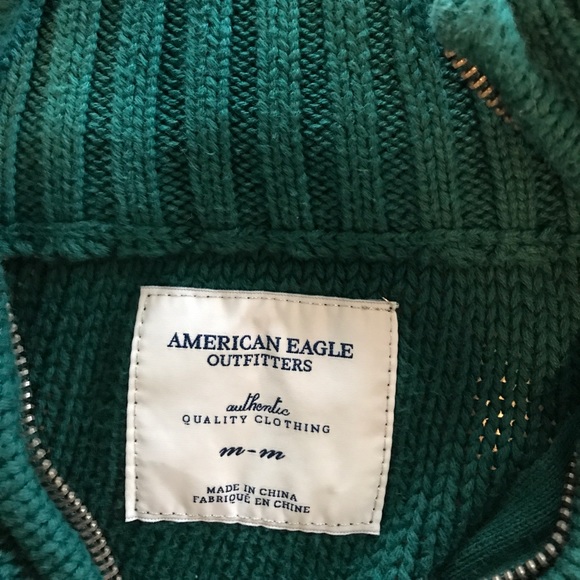 AMERICAN EAGLE
OUTFITTERS
authentic
QUALITY CLOTHING
m-m
MADE IN CHINA
FABRIQUÉ EN CHINE